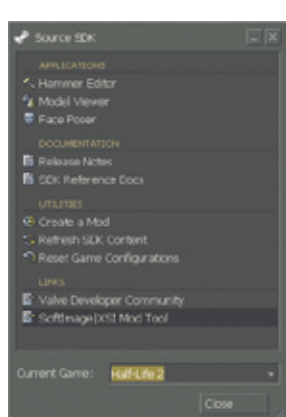 Source SDK
APPLICATIONS
Hammer Editor
Model Viewer
Face Poser
DOCUMENTATION
Release Notes
SDK Reference Docs
UTILITIES
Create a Mod
Refresh SDK Content
Reset Game Configurations
LINKS
Valve Developer Community
SoftImage|XSI Mod Tool
Current Game: Half-Life 2
Close